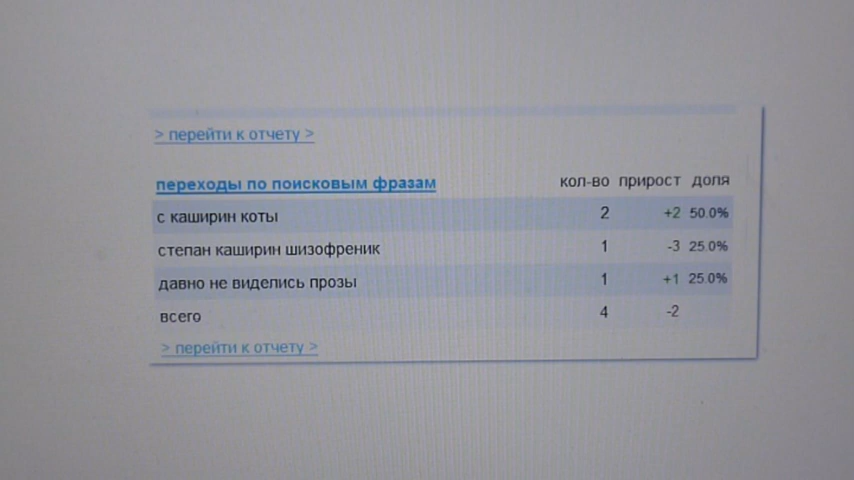 > перейти к отчету >
переходы по поисковым фразам кол-во прирост доля
с каширин коты 2 +2 50.0%
степан каширин шизофреник 1 -3 25.0%
давно не виделись прозы 1 +1 25.0%
всего 4 -2
> перейти к отчету >